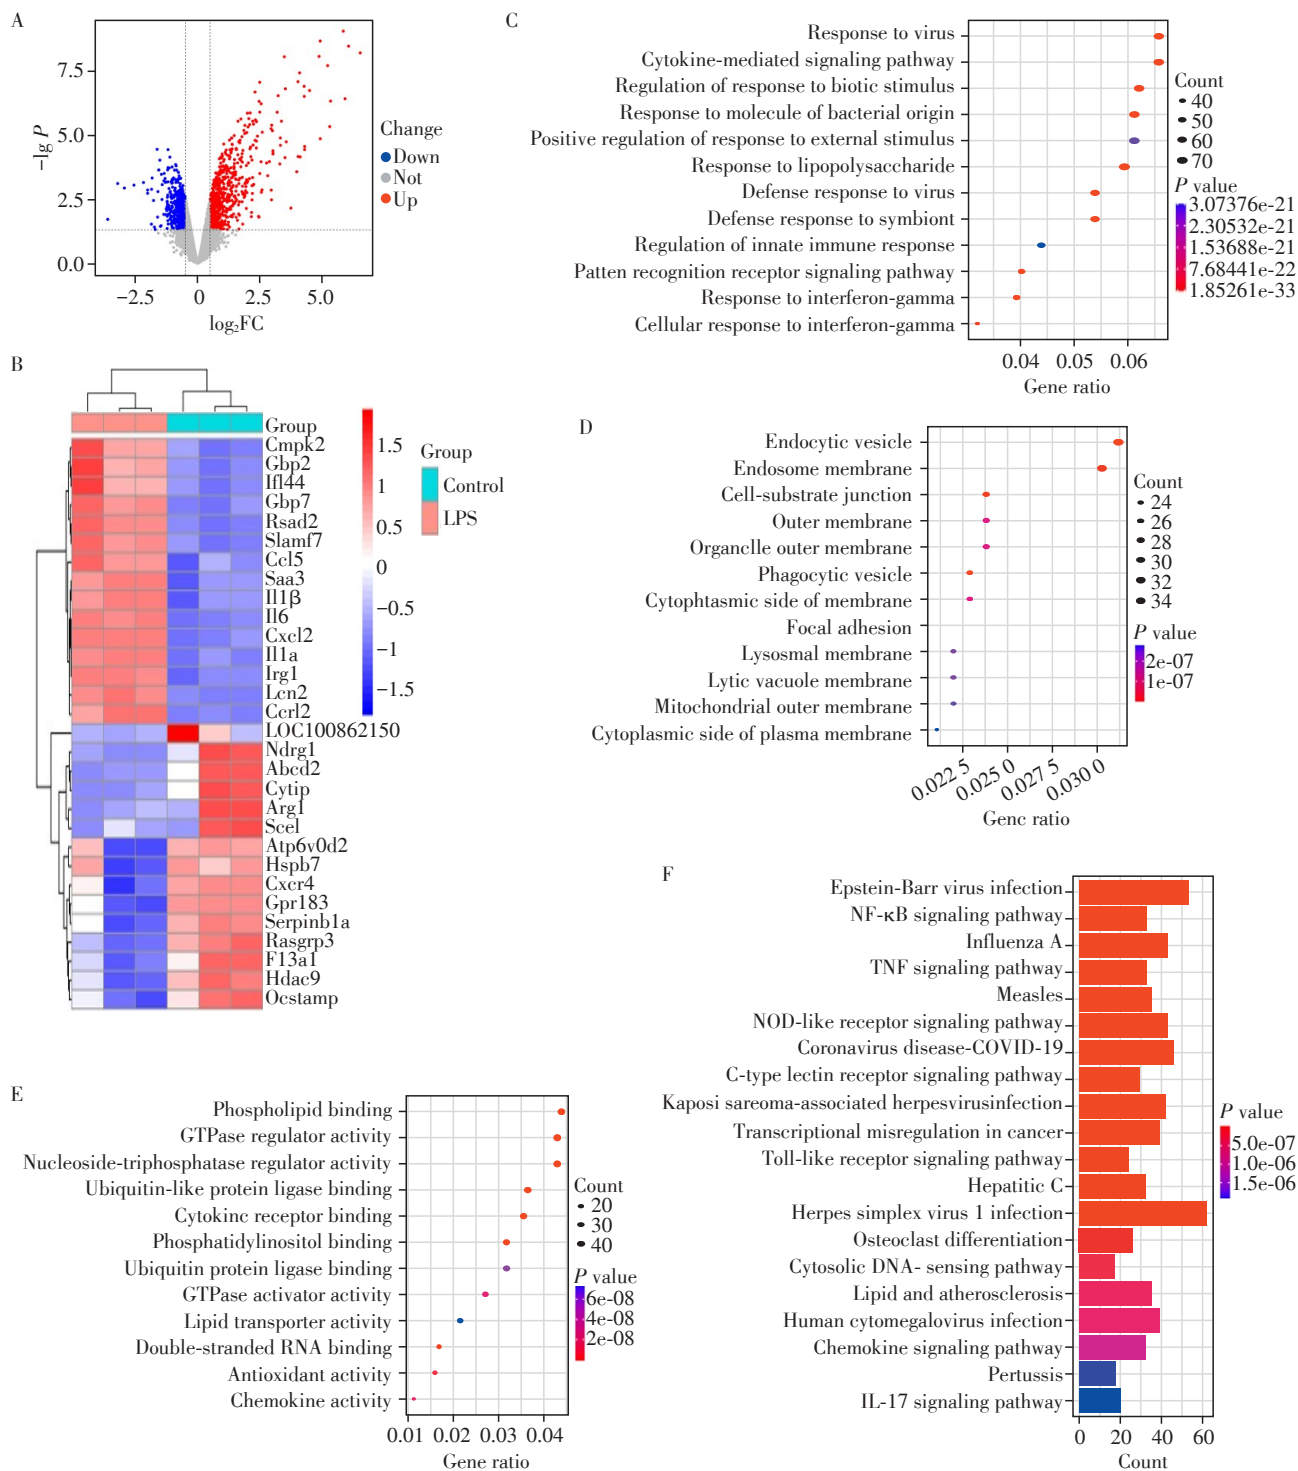 A
7.5
5.0
2.5
0.0
−lg P
−2.5
0
2.5
5.0
log₂FC
Change
Down
Not
Up
B
Group
Cmpk2
Gbp2
Ifl44
Gbp7
Rsad2
Slamf7
Ccl5
Saa3
Il1β
Il6
Cxcl2
Il1a
Irg1
Lcn2
Ccrl2
LOC100862150
Ndrg1
Abcd2
Cytip
Arg1
Scel
Atp6v0d2
Hspb7
Cxcr4
Gpr183
Serpinb1a
Rasgrp3
F13a1
Hdac9
Ocstamp
1.5
1
0.5
0
−0.5
−1
−1.5
Group
Control
LPS
C
Response to virus
Cytokine-mediated signaling pathway
Regulation of response to biotic stimulus
Response to molecule of bacterial origin
Positive regulation of response to external stimulus
Response to lipopolysaccharide
Defense response to virus
Defense response to symbiont
Regulation of innate immune response
Patten recognition receptor signaling pathway
Response to interferon-gamma
Cellular response to interferon-gamma
0.04
0.05
0.06
Gene ratio
Count
40
50
60
70
P value
3.07376e-21
2.30532e-21
1.53688e-21
7.68441e-22
1.85261e-33
D
Endocytic vesicle
Endosome membrane
Cell-substrate junction
Outer membrane
Organclle outer membrane
Phagocytic vesicle
Cytophtasmic side of membrane
Focal adhesion
Lysosmal membrane
Lytic vacuole membrane
Mitochondrial outer membrane
Cytoplasmic side of plasma membrane
0.022 5
0.025 0
0.027 5
0.030 0
Genc ratio
Count
24
26
28
30
32
34
P value
2e-07
1e-07
E
Phospholipid binding
GTPase regulator activity
Nucleoside-triphosphatase regulator activity
Ubiquitin-like protein ligase binding
Cytokinc receptor binding
Phosphatidylinositol binding
Ubiquitin protein ligase binding
GTPase activator activity
Lipid transporter activity
Double-stranded RNA binding
Antioxidant activity
Chemokine activity
0.01
0.02
0.03
0.04
Gene ratio
Count
20
30
40
P value
6e-08
4e-08
2e-08
F
Epstein-Barr virus infection
NF-κB signaling pathway
Influenza A
TNF signaling pathway
Measles
NOD-like receptor signaling pathway
Coronavirus disease-COVID-19
C-type lectin receptor signaling pathway
Kaposi sareoma-associated herpesvirusinfection
Transcriptional misregulation in cancer
Toll-like receptor signaling pathway
Hepatitic C
Herpes simplex virus 1 infection
Osteoclast differentiation
Cytosolic DNA- sensing pathway
Lipid and atherosclerosis
Human cytomegalovirus infection
Chemokine signaling pathway
Pertussis
IL-17 signaling pathway
0
20
40
60
Count
P value
5.0e-07
1.0e-06
1.5e-06